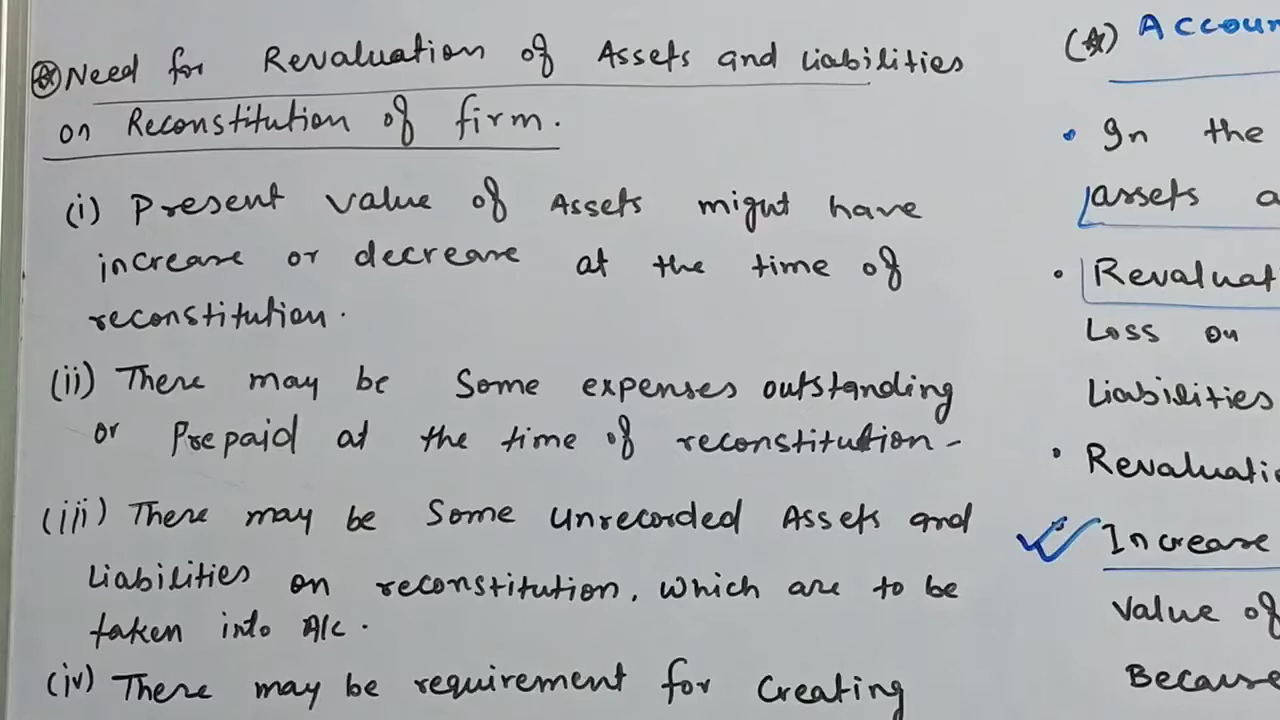 Need for Revaluation of Assets and Liabilities
on Reconstitution of firm.
(i) Present value of Assets might have
increase or decrease at the time of
reconstitution.
(ii) There may be some expenses outstanding
or Prepaid at the time of reconstitution-
(iii) There may be some unrecorded Assets and
Liabilities on reconstitution. which are to be
taken into A/c.
(iv) There may be requirement for creating
(*) Accoun
• In the
assets a
• Revaluat
Loss on
Liabilities
• Revaluatio
Increase
value of
Because